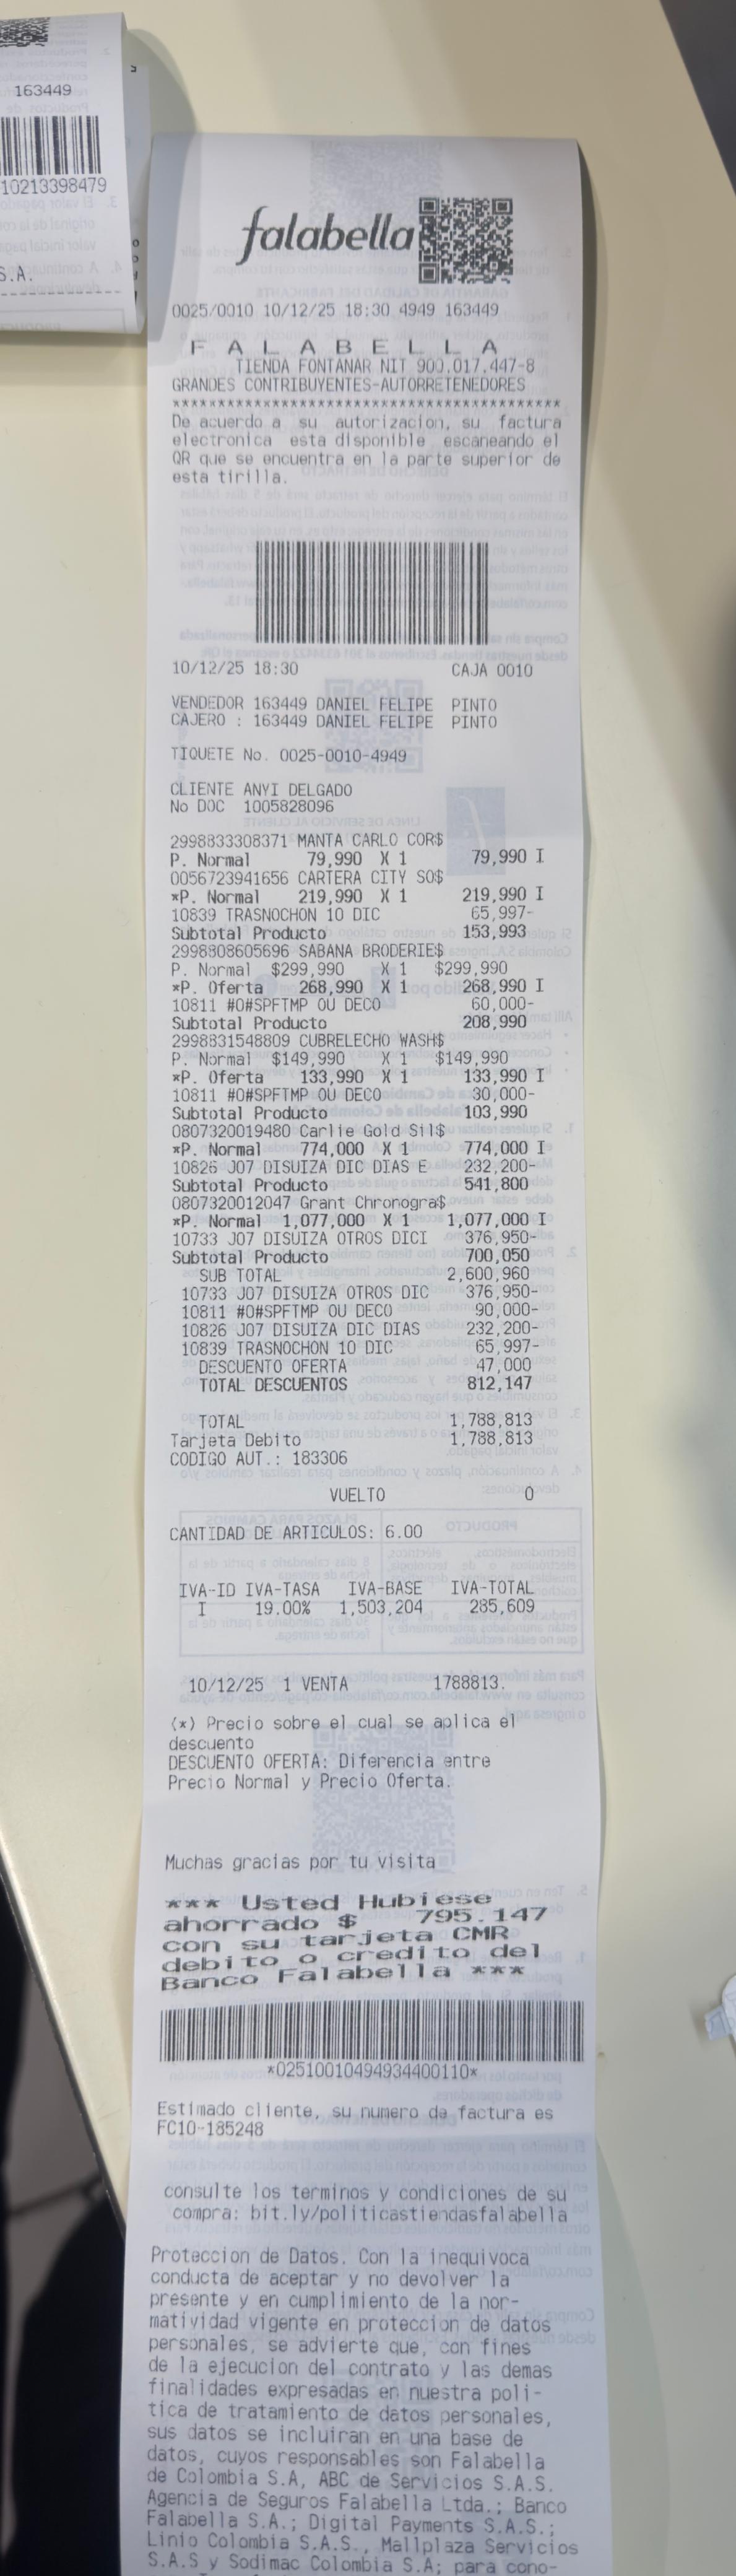 163449
10213398479
S.A.
falabella
0025/0010 10/12/25 18:30 4949 163449
F A L A B E L L A
TIENDA FONTANAR NIT 900.017.447-8
GRANDES CONTRIBUYENTES-AUTORRETENEDORES
******************************************
De acuerdo a su autorizacion, su factura
electronica esta disponible escaneando el
QR que se encuentra en la parte superior de
esta tirilla.
10/12/25 18:30 CAJA 0010
VENDEDOR 163449 DANIEL FELIPE PINTO
CAJERO : 163449 DANIEL FELIPE PINTO
TIQUETE No. 0025-0010-4949
CLIENTE ANYI DELGADO
No DOC 1005828096
2998833308371 MANTA CARLO COR$
P. Normal 79,990 X 1 79,990 I
0056723941656 CARTERA CITY SO$
*P. Normal 219,990 X 1 219,990 I
10839 TRASNOCHON 10 DIC 65,997-
Subtotal Producto 153,993
2998808605696 SABANA BRODERIE$
P. Normal $299,990 X 1 $299,990
*P. Oferta 268,990 X 1 268,990 I
10811 #O#SPFTMP OU DECO 60,000-
Subtotal Producto 208,990
2998831548809 CUBRELECHO WASH$
P. Normal $149,990 X 1 $149,990
*P. Oferta 133,990 X 1 133,990 I
10811 #O#SPFTMP OU DECO 30,000-
Subtotal Producto 103,990
0807320019480 Carlie Gold Sil$
*P. Normal 774,000 X 1 774,000 I
10826 J07 DISUIZA DIC DIAS E 232,200-
Subtotal Producto 541,800
0807320012047 Grant Chronogra$
*P. Normal 1,077,000 X 1 1,077,000 I
10733 J07 DISUIZA OTROS DICI 376,950-
Subtotal Producto 700,050
SUB TOTAL 2,600,960
10733 J07 DISUIZA OTROS DIC 376,950-
10811 #O#SPFTMP OU DECO 90,000-
10826 J07 DISUIZA DIC DIAS 232,200-
10839 TRASNOCHON 10 DIC 65,997-
DESCUENTO OFERTA 47,000
TOTAL DESCUENTOS 812,147
TOTAL 1,788,813
Tarjeta Debito 1,788,813
CODIGO AUT.: 183306
VUELTO 0
CANTIDAD DE ARTICULOS: 6.00
IVA-ID IVA-TASA IVA-BASE IVA-TOTAL
I 19.00% 1,503,204 285,609
10/12/25 1 VENTA 1788813.
(*) Precio sobre el cual se aplica el
descuento
DESCUENTO OFERTA: Diferencia entre
Precio Normal y Precio Oferta.
Muchas gracias por tu visita
*** Usted Hubiese
ahorrado $ 795.147
con su tarjeta CMR
debito o credito del
Banco Falabella ***
*02510010494934400110*
Estimado cliente, su numero de factura es
FC10-185248
consulte los terminos y condiciones de su
compra: bit.ly/politicastiendasfalabella
Proteccion de Datos. Con la inequivoca
conducta de aceptar y no devolver la
presente y en cumplimiento de la nor-
matividad vigente en proteccion de datos
personales, se advierte que, con fines
de la ejecucion del contrato y las demas
finalidades expresadas en nuestra poli-
tica de tratamiento de datos personales,
sus datos se incluiran en una base de
datos, cuyos responsables son Falabella
de Colombia S.A, ABC de Servicios S.A.S.
Agencia de Seguros Falabella Ltda.; Banco
Falabella S.A.; Digital Payments S.A.S.;
Linio Colombia S.A.S., Mallplaza Servicios
S.A.S y Sodimac Colombia S.A; para cono-